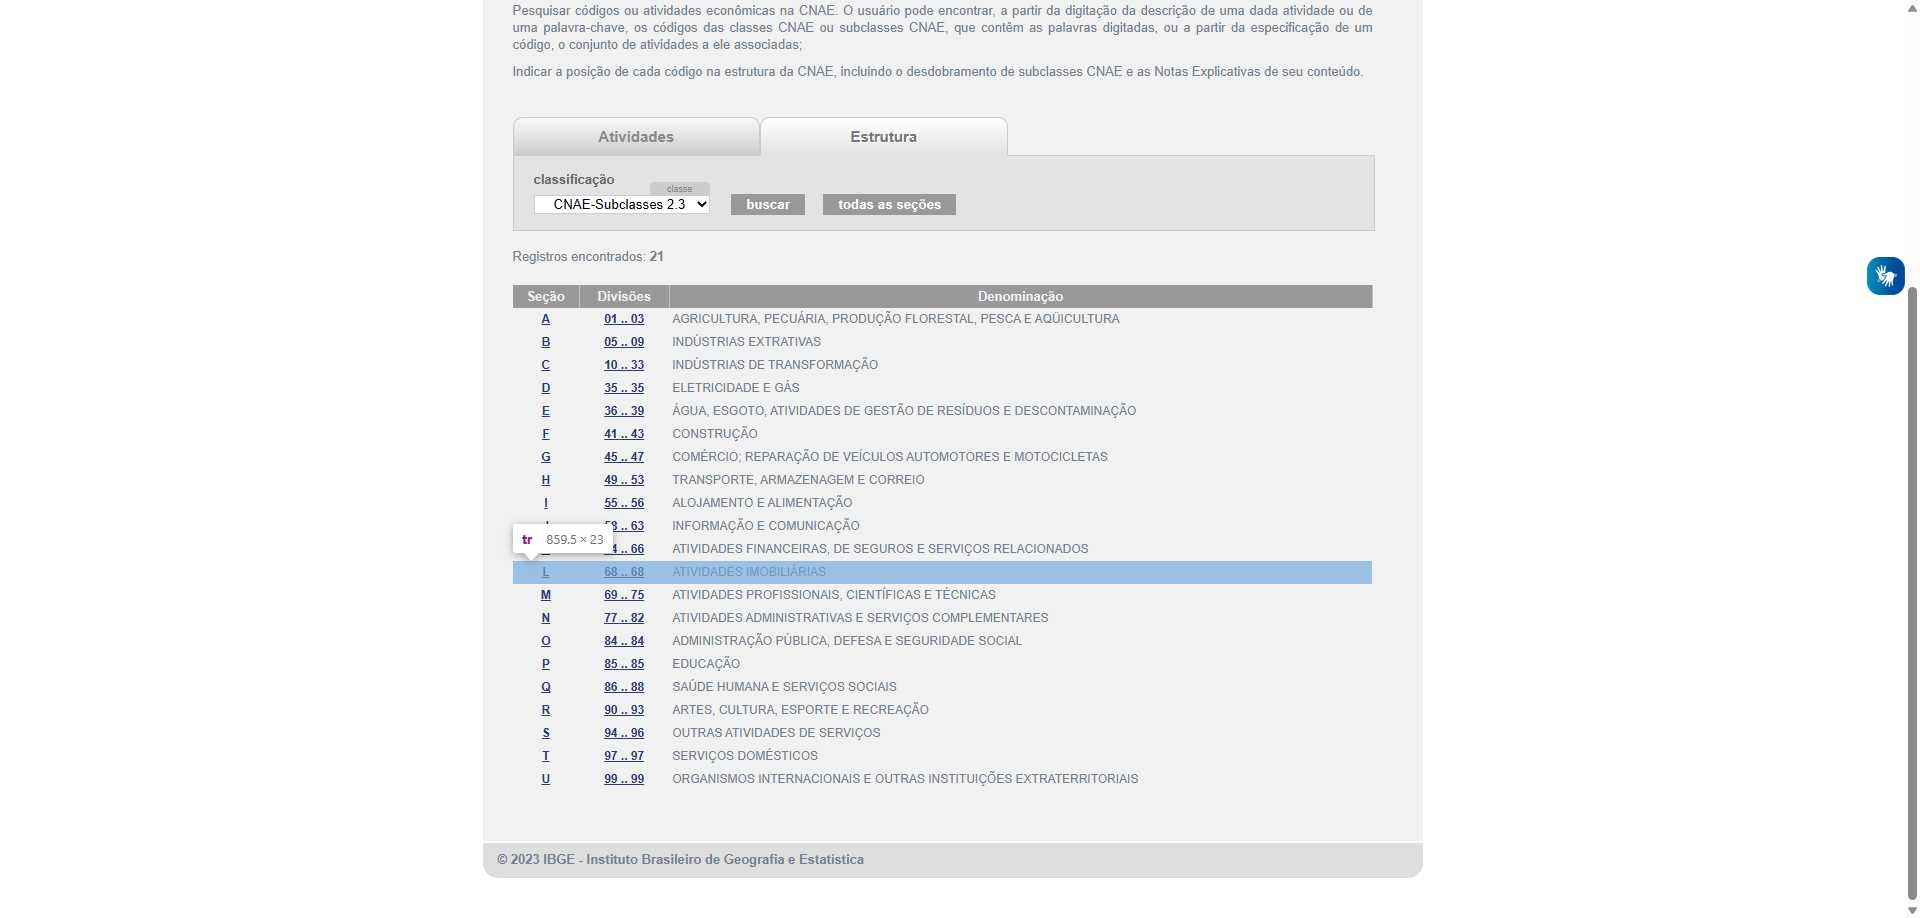 Pesquisar códigos ou atividades econômicas na CNAE. O usuário pode encontrar, a partir da digitação da descrição de uma dada atividade ou de
uma palavra-chave, os códigos das classes CNAE ou subclasses CNAE, que contêm as palavras digitadas, ou a partir da especificação de um
código, o conjunto de atividades a ele associadas;
Indicar a posição de cada código na estrutura da CNAE, incluindo o desdobramento de subclasses CNAE e as Notas Explicativas de seu conteúdo.
Atividades Estrutura
classificação
classe
CNAE-Subclasses 2.3 buscar todas as seções
Registros encontrados: 21
Seção Divisões Denominação
A 01 .. 03 AGRICULTURA, PECUÁRIA, PRODUÇÃO FLORESTAL, PESCA E AQÜICULTURA
B 05 .. 09 INDÚSTRIAS EXTRATIVAS
C 10 .. 33 INDÚSTRIAS DE TRANSFORMAÇÃO
D 35 .. 35 ELETRICIDADE E GÁS
E 36 .. 39 ÁGUA, ESGOTO, ATIVIDADES DE GESTÃO DE RESÍDUOS E DESCONTAMINAÇÃO
F 41 .. 43 CONSTRUÇÃO
G 45 .. 47 COMÉRCIO; REPARAÇÃO DE VEÍCULOS AUTOMOTORES E MOTOCICLETAS
H 49 .. 53 TRANSPORTE, ARMAZENAGEM E CORREIO
I 55 .. 56 ALOJAMENTO E ALIMENTAÇÃO
.. 63 INFORMAÇÃO E COMUNICAÇÃO
tr 859.5 × 23
.. 66 ATIVIDADES FINANCEIRAS, DE SEGUROS E SERVIÇOS RELACIONADOS
L 68 .. 68 ATIVIDADES IMOBILIÁRIAS
M 69 .. 75 ATIVIDADES PROFISSIONAIS, CIENTÍFICAS E TÉCNICAS
N 77 .. 82 ATIVIDADES ADMINISTRATIVAS E SERVIÇOS COMPLEMENTARES
O 84 .. 84 ADMINISTRAÇÃO PÚBLICA, DEFESA E SEGURIDADE SOCIAL
P 85 .. 85 EDUCAÇÃO
Q 86 .. 88 SAÚDE HUMANA E SERVIÇOS SOCIAIS
R 90 .. 93 ARTES, CULTURA, ESPORTE E RECREAÇÃO
S 94 .. 96 OUTRAS ATIVIDADES DE SERVIÇOS
T 97 .. 97 SERVIÇOS DOMÉSTICOS
U 99 .. 99 ORGANISMOS INTERNACIONAIS E OUTRAS INSTITUIÇÕES EXTRATERRITORIAIS
© 2023 IBGE - Instituto Brasileiro de Geografia e Estatística